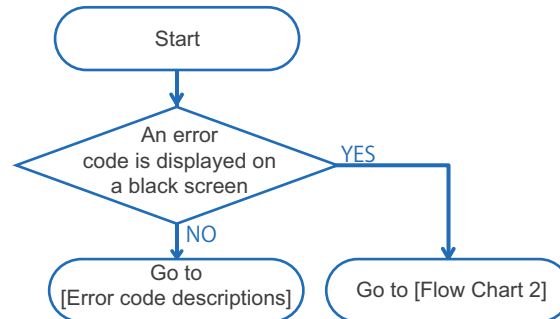 Start
An error
code is displayed on
a black screen
YES
NO
Go to
[Error code descriptions]
Go to [Flow Chart 2]